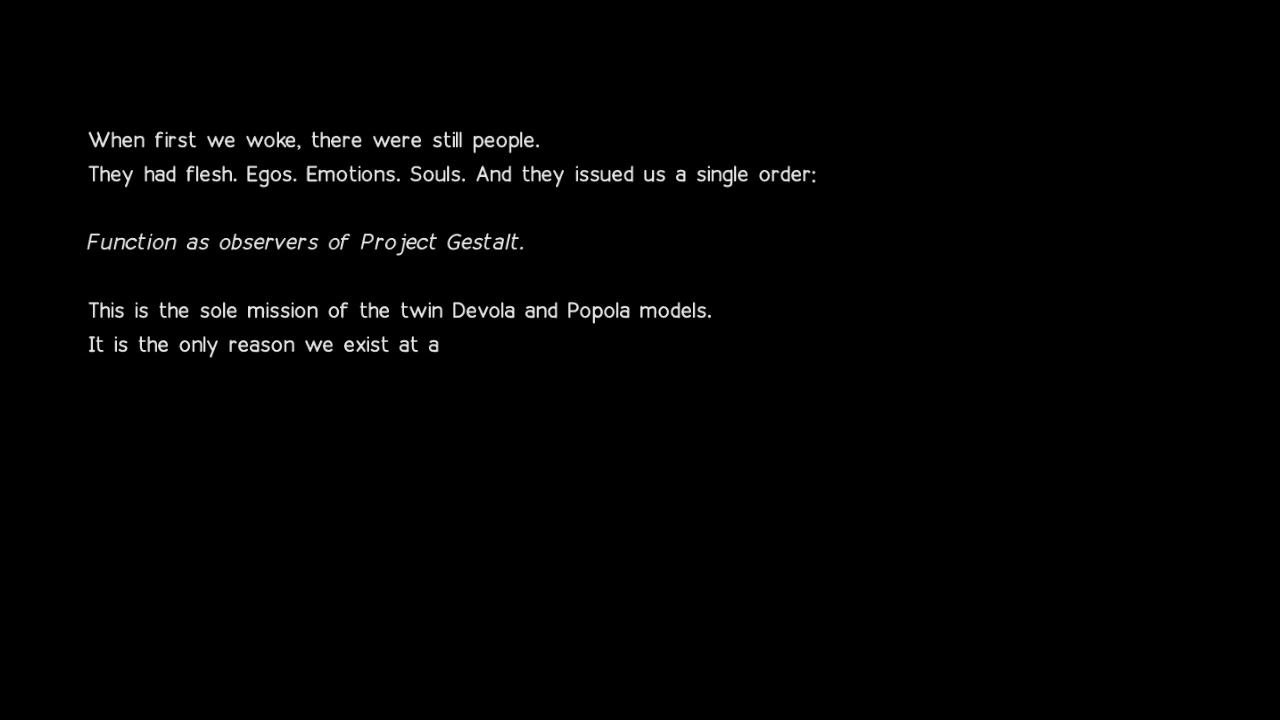 When first we woke, there were still people.
They had flesh. Egos. Emotions. Souls. And they issued us a single order:
Function as observers of Project Gestalt.
This is the sole mission of the twin Devola and Popola models.
It is the only reason we exist at a